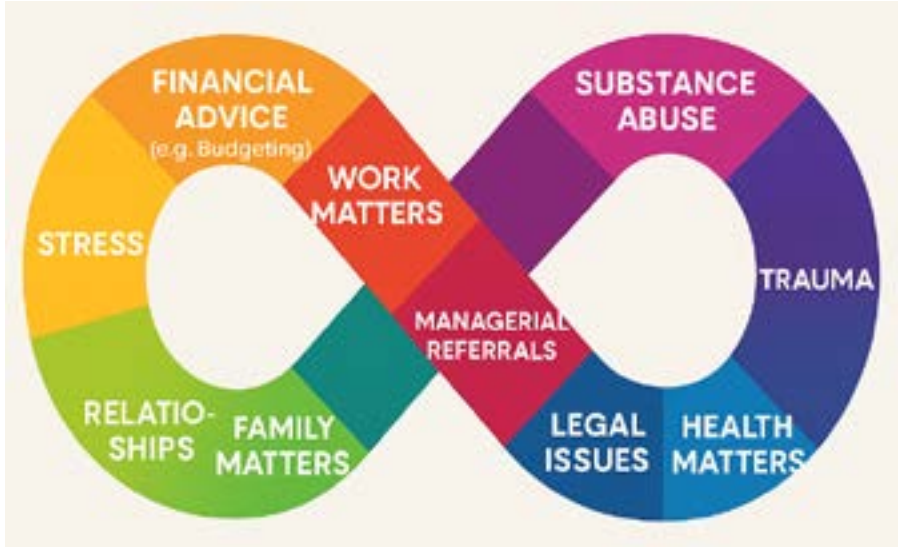 FINANCIAL
ADVICE
(e.g. Budgeting)
WORK
MATTERS
STRESS
RELATIO-
SHIPS
FAMILY
MATTERS
SUBSTANCE
ABUSE
TRAUMA
MANAGERIAL
REFERRALS
LEGAL
ISSUES
HEALTH
MATTERS